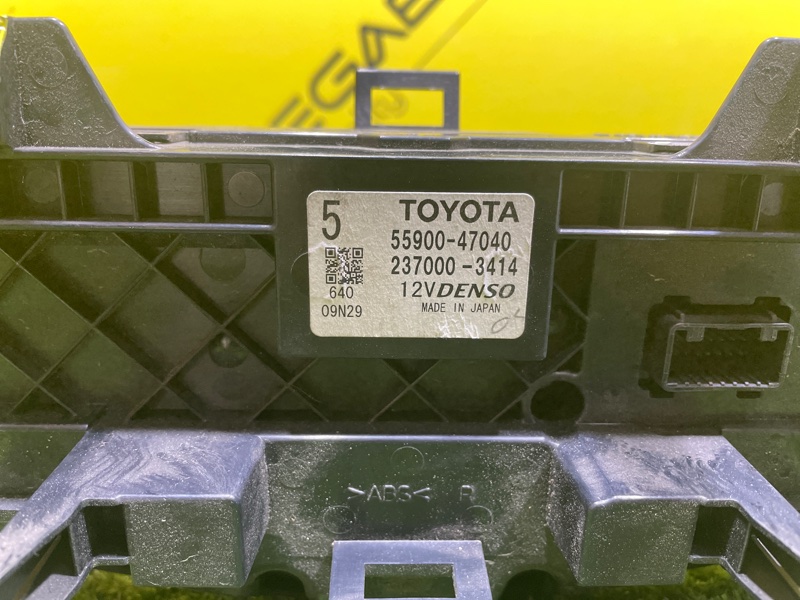 5
TOYOTA
55900-47040
237000-3414
640
12V DENSO
09N29
MADE IN JAPAN
>ABS< R